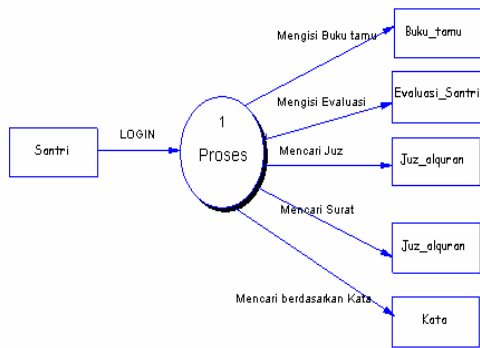 Mengisi Buku tamu
Buku_tamu
Mengisi Evaluasi
Evaluasi_Santri
Santri
LOGIN
1
Proses
Mencari Juz
Juz_alquran
Mencari Surat
Juz_alquran
Mencari berdasarkan Kata
Kata